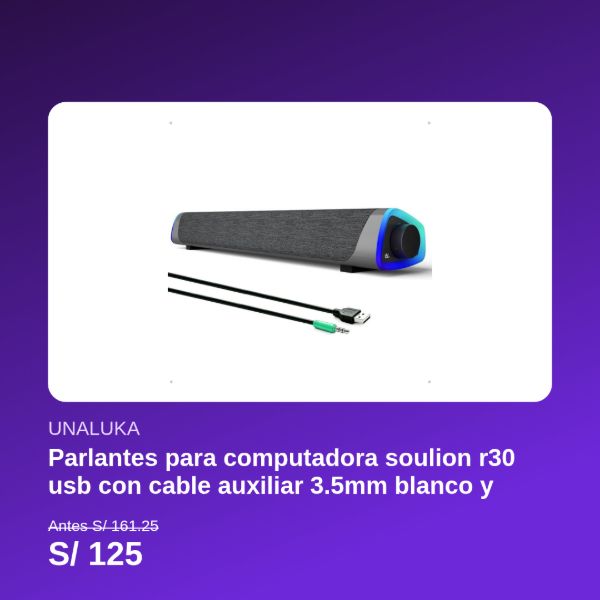 UNALUKA
Parlantes para computadora soulion r30
usb con cable auxiliar 3.5mm blanco y
Antes S/ 161.25
S/ 125